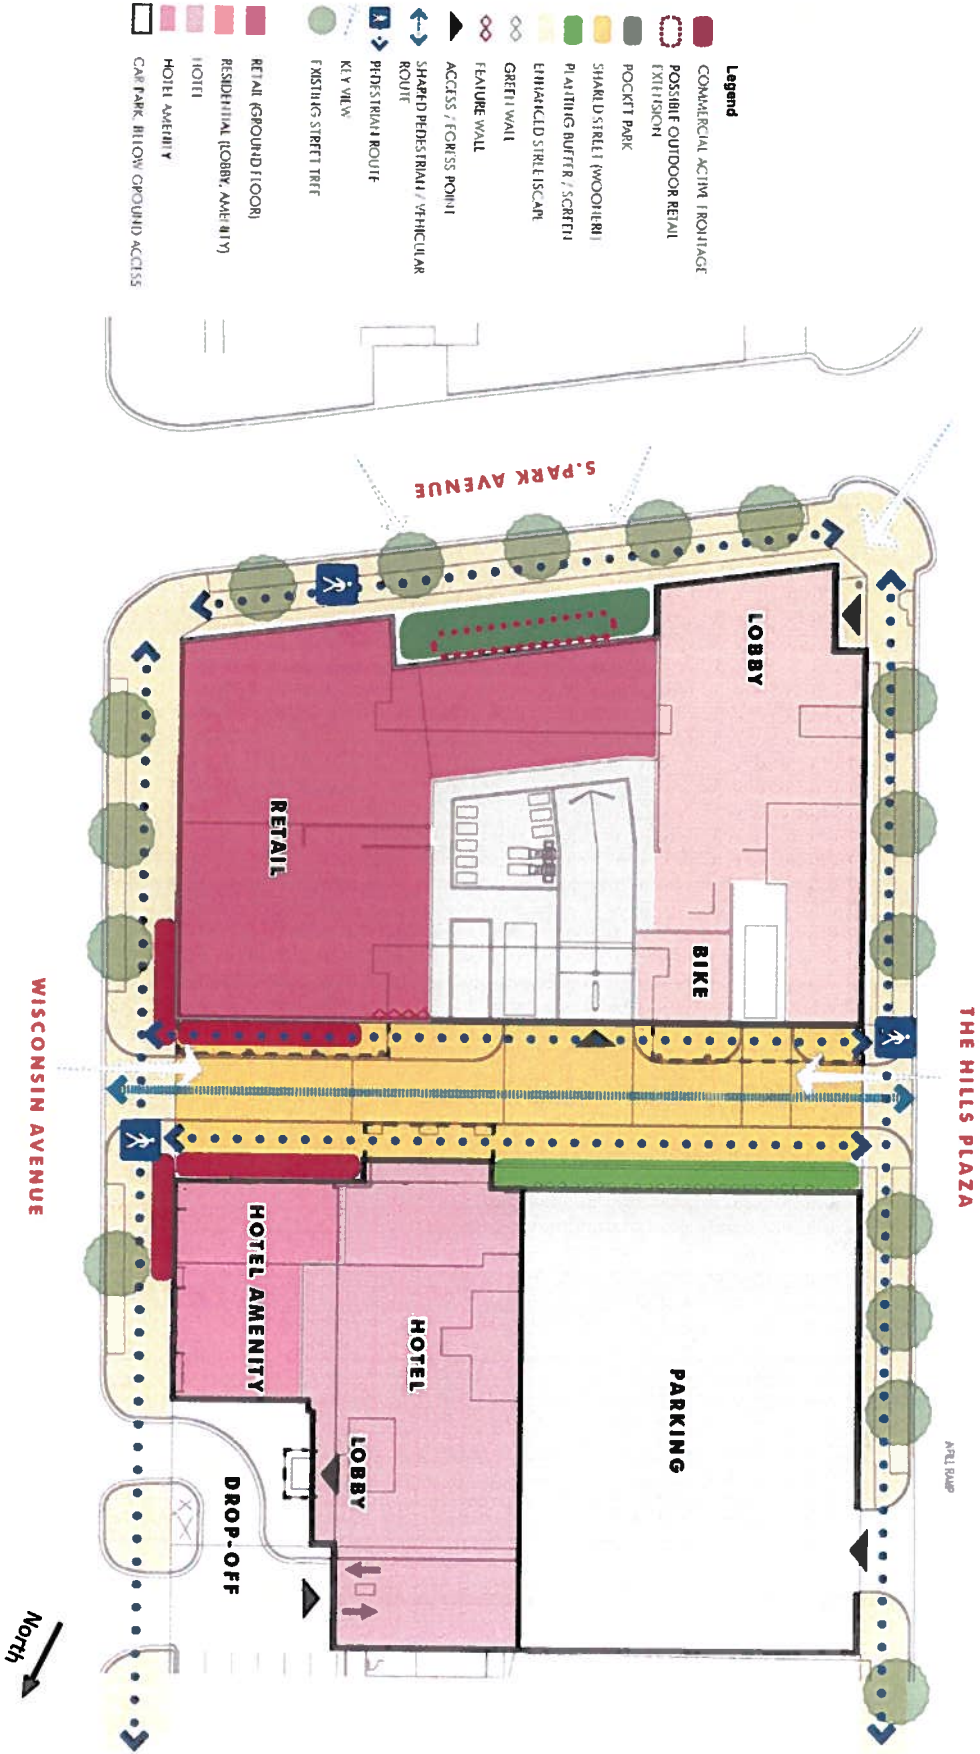 Legend
COMMERCIAL ACTIVE FRONTAGE
POSSIBLE OUTDOOR RETAIL
EXTENSION
POCKET PARK
SHARED STREET (WOONERF)
PLANTING BUFFER / SCREEN
ENHANCED STREETSCAPE
GREEN WALL
FEATURE WALL
ACCESS / EGRESS POINT
SHARED PEDESTRIAN / VEHICULAR
ROUTE
PEDESTRIAN ROUTE
KEY VIEW
EXISTING STREET TREE
RETAIL (GROUND FLOOR)
RESIDENTIAL (LOBBY, AMENITY)
HOTEL
HOTEL AMENITY
CAR PARK, BELOW GROUND ACCESS
S.PARK AVENUE
LOBBY
RETAIL
BIKE
THE HILLS PLAZA
WISCONSIN AVENUE
HOTEL AMENITY
HOTEL
PARKING
LOBBY
DROP-OFF
North